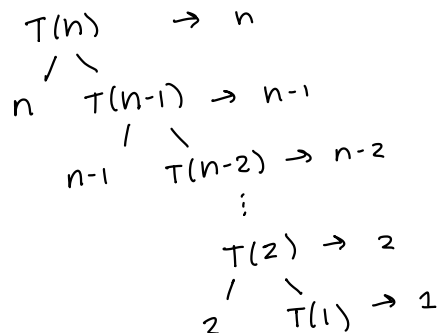 T(n) → n
n T(n-1) → n-1
n-1 T(n-2) → n-2
⋮
T(2) → 2
2 T(1) → 1